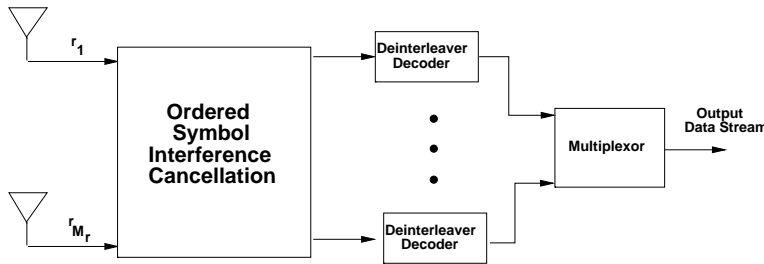 r1
Ordered
Symbol
Interference
Cancellation
Deinterleaver
Decoder
Multiplexor
Output
Data Stream
rMr
Deinterleaver
Decoder